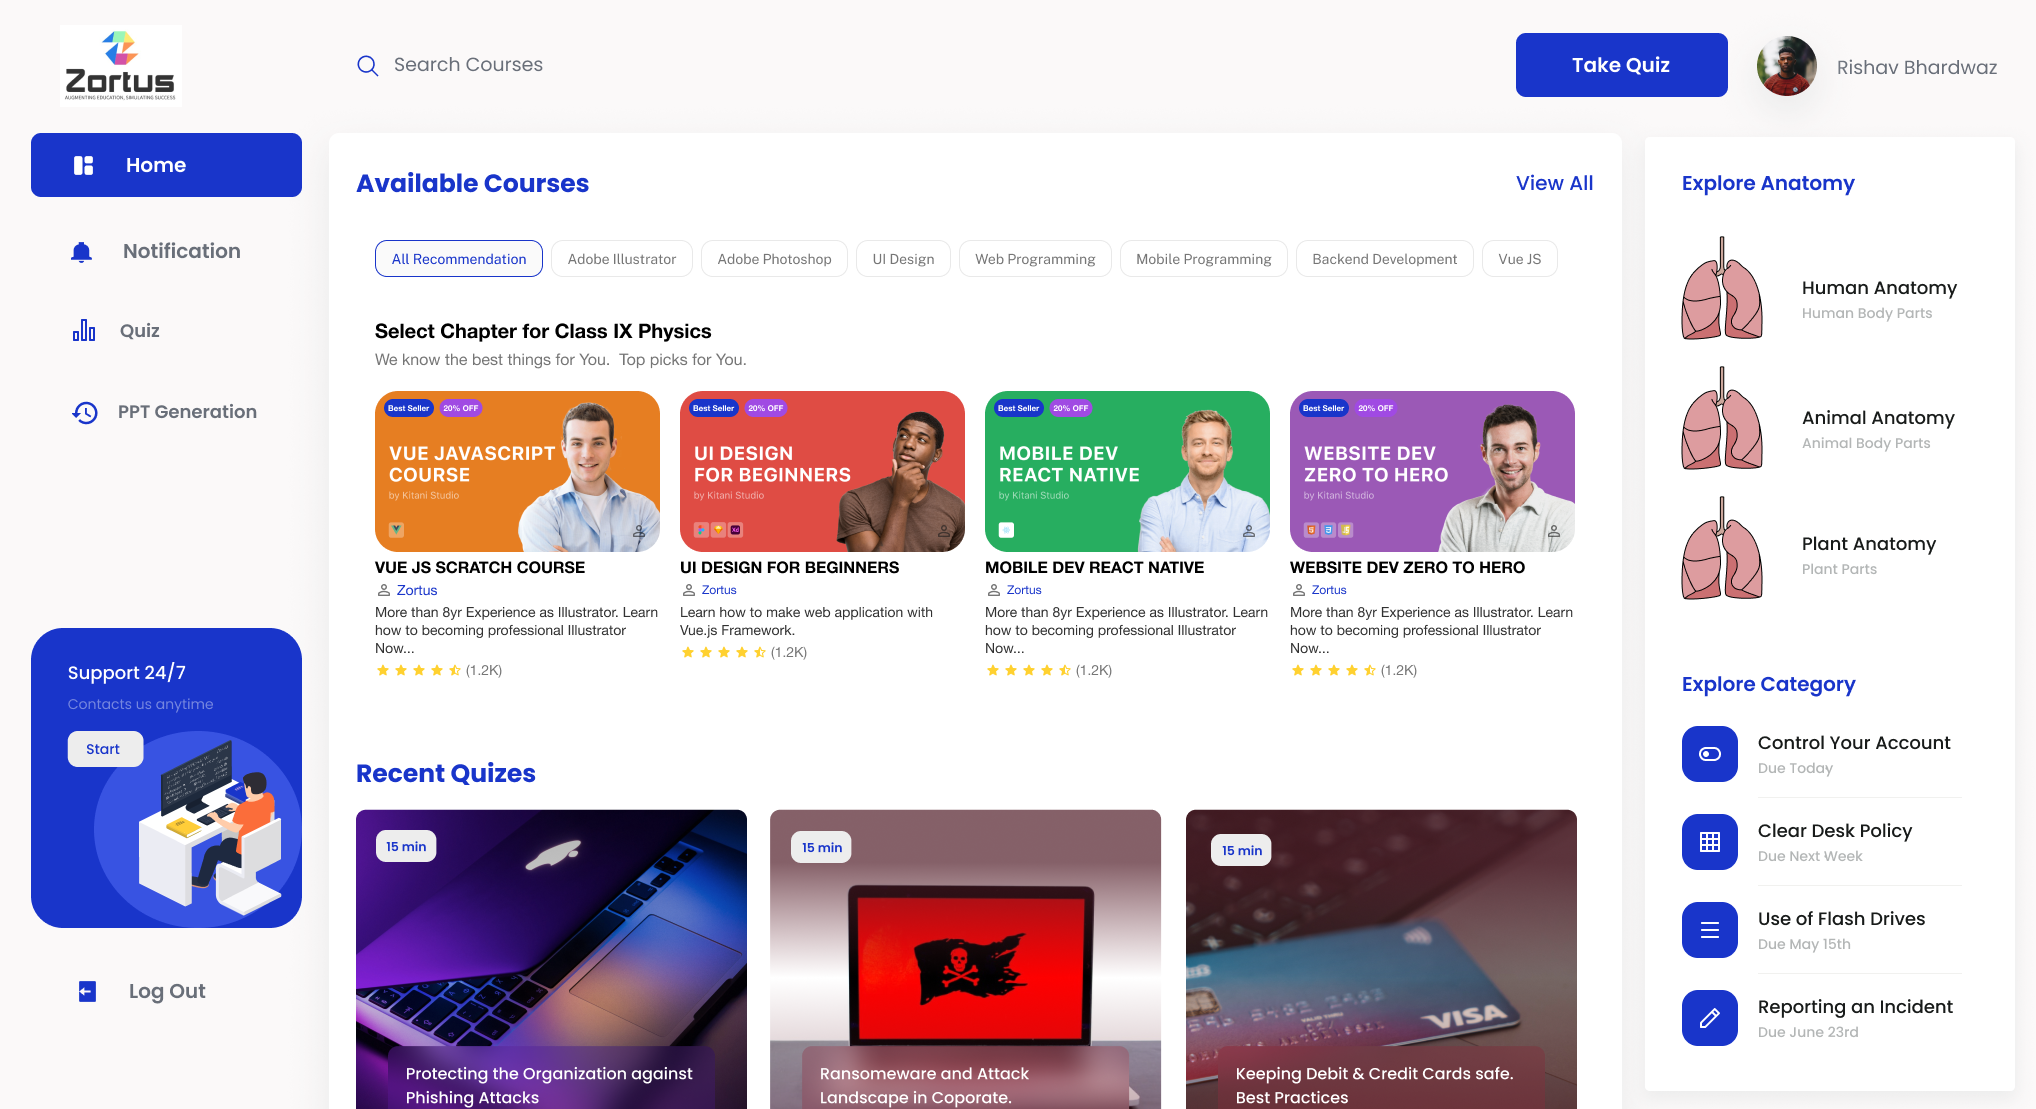 Zortus
AUGMENTING EDUCATION, SIMULATING SUCCESS
Search Courses
Take Quiz
Rishav Bhardwaz
Home
Notification
Quiz
PPT Generation
Support 24/7
Contacts us anytime
Start
Log Out
Available Courses
View All
All Recommendation
Adobe Illustrator
Adobe Photoshop
UI Design
Web Programming
Mobile Programming
Backend Development
Vue JS
Select Chapter for Class IX Physics
We know the best things for You.  Top picks for You.
Best Seller
20% OFF
VUE JAVASCRIPT
COURSE
by Kitani Studio
VUE JS SCRATCH COURSE
Zortus
More than 8yr Experience as Illustrator. Learn
how to becoming professional Illustrator
Now...
(1.2K)
Best Seller
20% OFF
UI DESIGN
FOR BEGINNERS
by Kitani Studio
Xd
UI DESIGN FOR BEGINNERS
Zortus
Learn how to make web application with
Vue.js Framework.
(1.2K)
Best Seller
20% OFF
MOBILE DEV
REACT NATIVE
by Kitani Studio
MOBILE DEV REACT NATIVE
Zortus
More than 8yr Experience as Illustrator. Learn
how to becoming professional Illustrator
Now...
(1.2K)
Best Seller
20% OFF
WEBSITE DEV
ZERO TO HERO
by Kitani Studio
WEBSITE DEV ZERO TO HERO
Zortus
More than 8yr Experience as Illustrator. Learn
how to becoming professional Illustrator
Now...
(1.2K)
Recent Quizes
15 min
Protecting the Organization against
Phishing Attacks
15 min
Ransomeware and Attack
Landscape in Coporate.
15 min
VISA
Keeping Debit & Credit Cards safe.
Best Practices
Explore Anatomy
Human Anatomy
Human Body Parts
Animal Anatomy
Animal Body Parts
Plant Anatomy
Plant Parts
Explore Category
Control Your Account
Due Today
Clear Desk Policy
Due Next Week
Use of Flash Drives
Due May 15th
Reporting an Incident
Due June 23rd